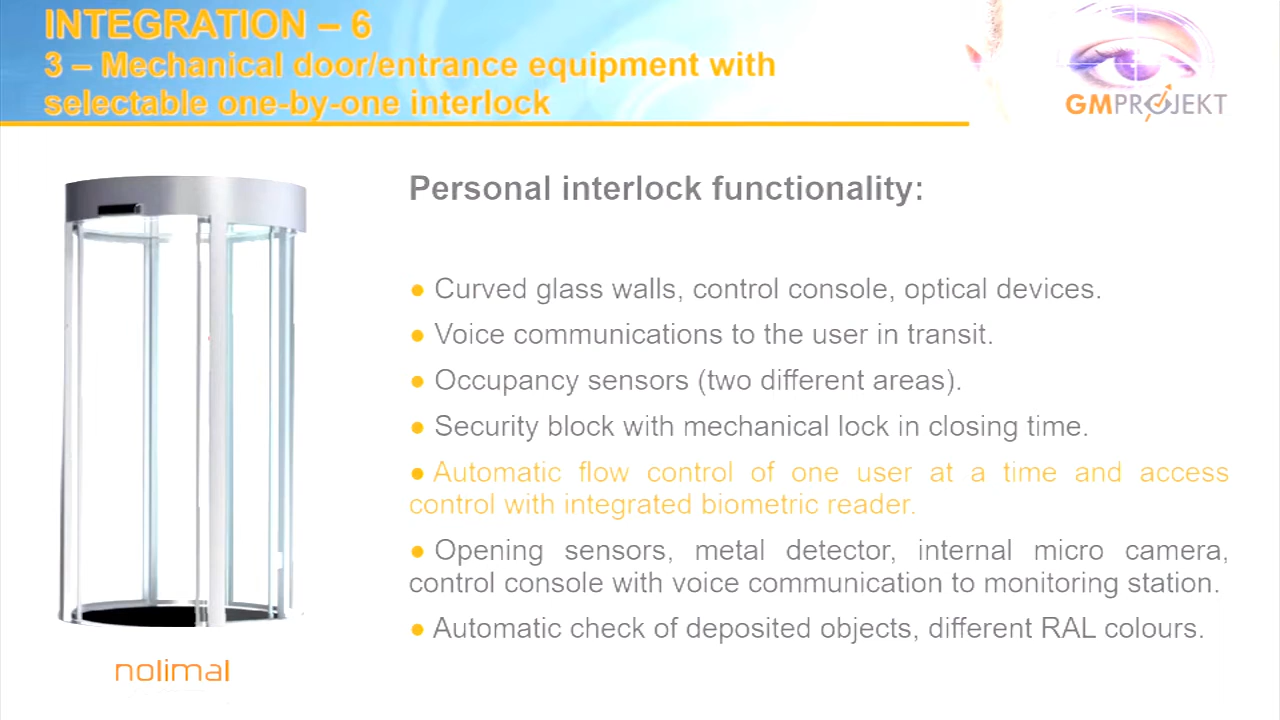 INTEGRATION – 6
3 – Mechanical door/entrance equipment with
selectable one-by-one interlock
GMPROJEKT
Personal interlock functionality:
● Curved glass walls, control console, optical devices.
● Voice communications to the user in transit.
● Occupancy sensors (two different areas).
● Security block with mechanical lock in closing time.
● Automatic flow control of one user at a time and access
control with integrated biometric reader.
● Opening sensors, metal detector, internal micro camera,
control console with voice communication to monitoring station.
● Automatic check of deposited objects, different RAL colours.
nolimal